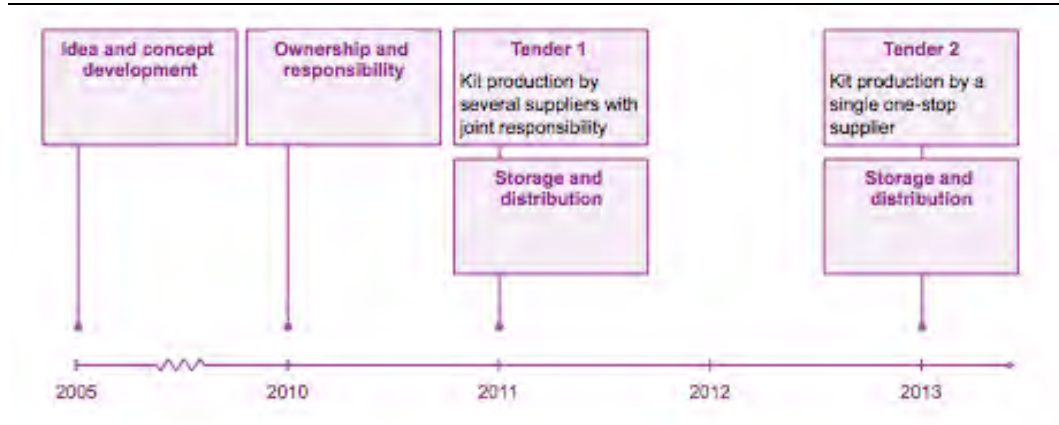 Idea and concept
development
Ownership and
responsibility
Tender 1
Kit production by
several suppliers with
joint responsibility
Storage and
distribution
Tender 2
Kit production by a
single one-stop
supplier
Storage and
distribution
2005
2010
2011
2012
2013